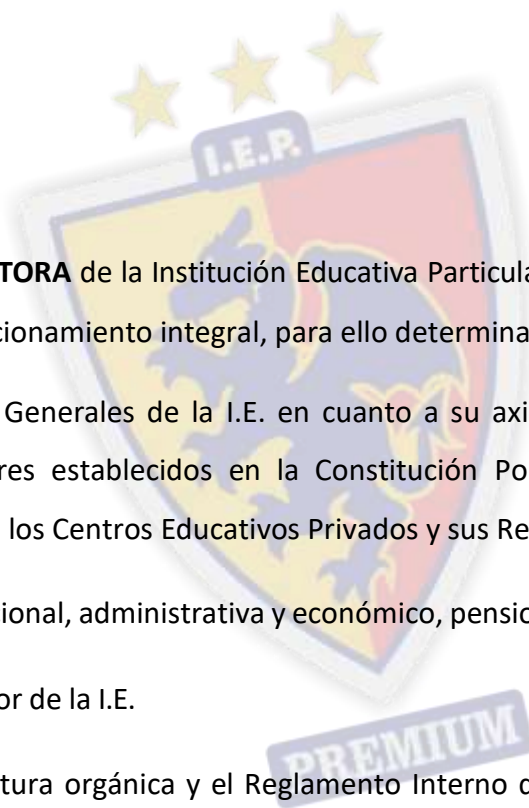 I.E.P.
TORA de la Institución Educativa Particula
cionamiento integral, para ello determina
Generales de la I.E. en cuanto a su axi
res establecidos en la Constitución Po
los Centros Educativos Privados y sus Re
ional, administrativa y económico, pensio
or de la I.E.
PREMIUM
tura orgánica y el Reglamento Interno d